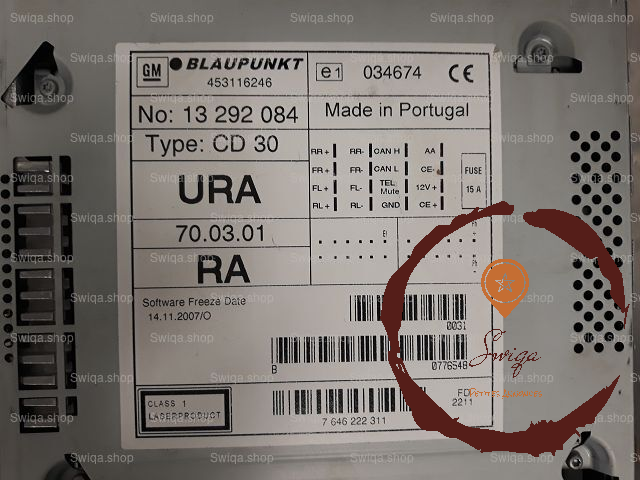 GM
BLAUPUNKT
453116246
e1 034674 CE
No: 13 292 084
Made in Portugal
Type: CD 30
RR+ RR- CAN H AA
FR+ FR- CAN L CE-
FL+ FL- TEL Mute 12V+
RL+ RL- GND CE+
FUSE
15 A
URA
70.03.01
RA
Software Freeze Date
14.11.2007/O
0031
B 0776548
CLASS 1
LASERPRODUCT
7 646 222 311
FD
2211
Swiqa
Swiqa.shop